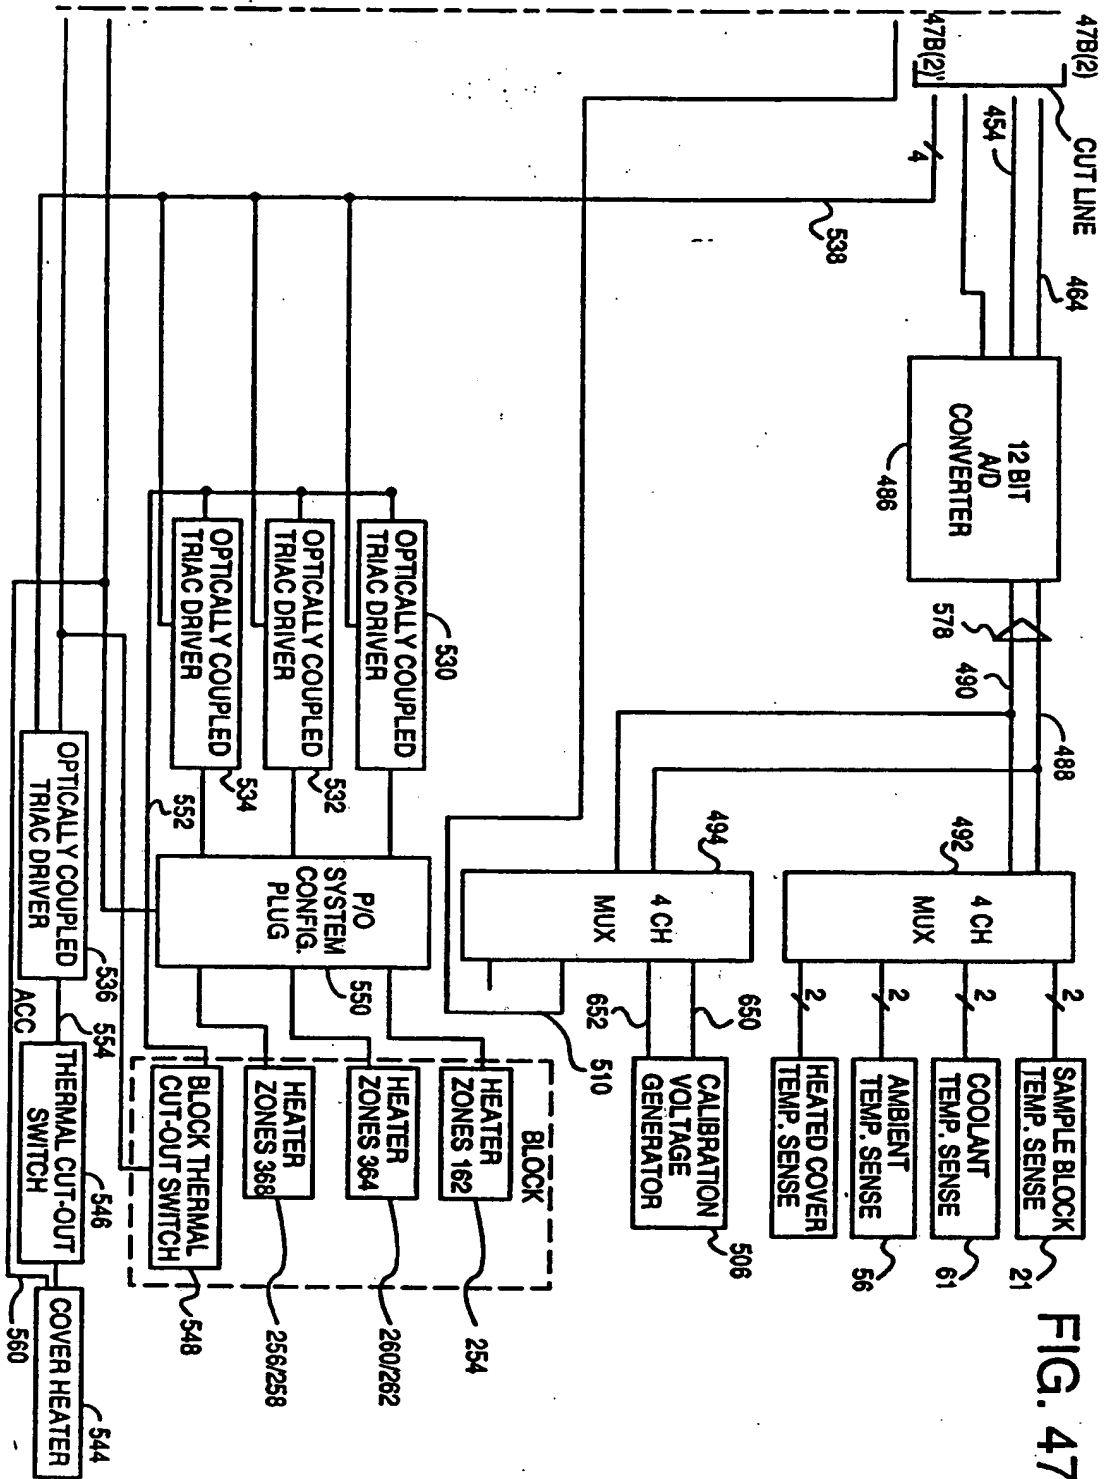 FIG. 47
47B(2)
47B(2)'
CUT LINE
454
464
4
538
12 BIT
A/D
CONVERTER
486
578
490
488
492
4 CH
MUX
494
4 CH
MUX
2
2
2
2
SAMPLE BLOCK
TEMP. SENSE
21
COOLANT
TEMP. SENSE
61
AMBIENT
TEMP. SENSE
56
HEATED COVER
TEMP. SENSE
650
652
CALIBRATION
VOLTAGE
GENERATOR
506
510
OPTICALLY COUPLED
TRIAC DRIVER
530
OPTICALLY COUPLED
TRIAC DRIVER
532
OPTICALLY COUPLED
TRIAC DRIVER
534
552
P/O
SYSTEM
CONFIG.
PLUG
550
BLOCK
HEATER
ZONES 162
254
HEATER
ZONES 364
260/262
HEATER
ZONES 368
256/258
BLOCK THERMAL
CUT-OUT SWITCH
548
OPTICALLY COUPLED
TRIAC DRIVER
536
554
ACC
THERMAL CUT-OUT
SWITCH
546
560
COVER HEATER
544